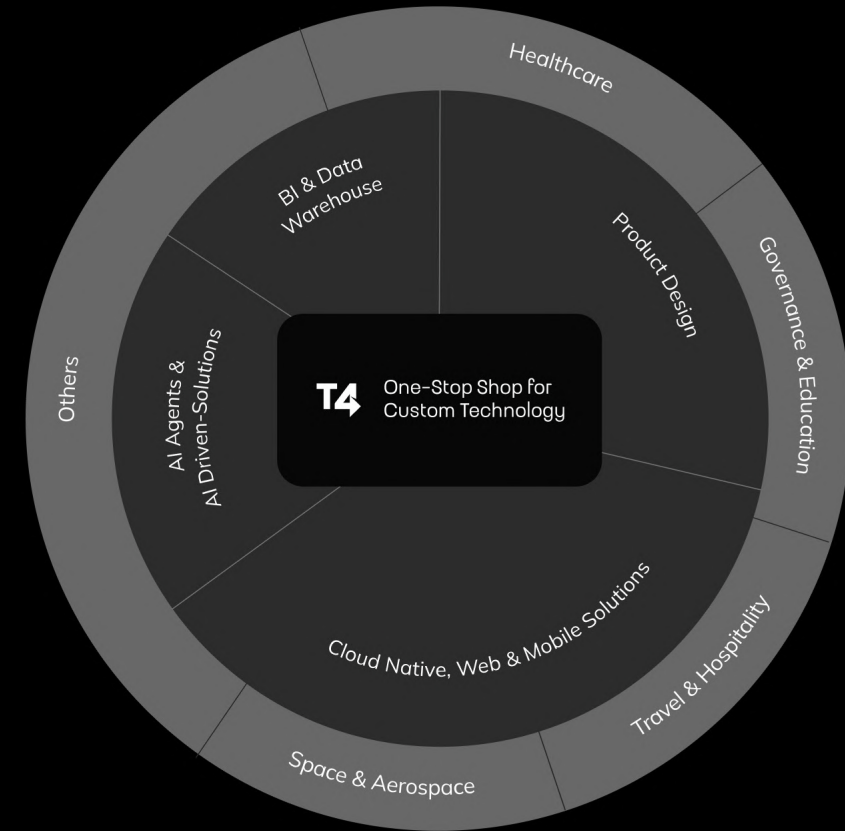 Healthcare
BI & Data
Warehouse
Product Design
Governance & Education
T4
One-Stop Shop for
Custom Technology
Others
AI Agents &
AI Driven-Solutions
Cloud Native, Web & Mobile Solutions
Travel & Hospitality
Space & Aerospace